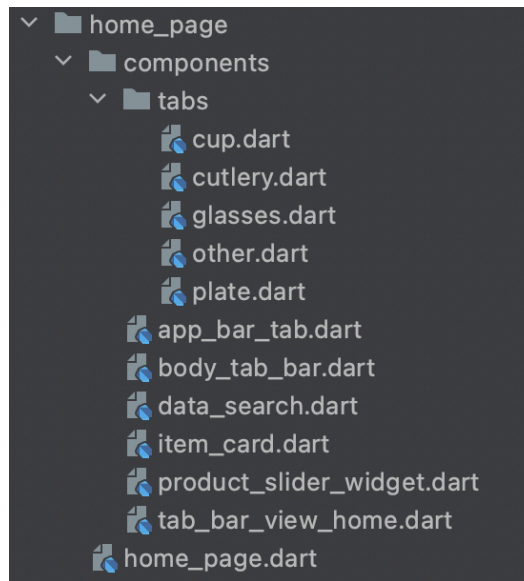 home_page
components
tabs
cup.dart
cutlery.dart
glasses.dart
other.dart
plate.dart
app_bar_tab.dart
body_tab_bar.dart
data_search.dart
item_card.dart
product_slider_widget.dart
tab_bar_view_home.dart
home_page.dart